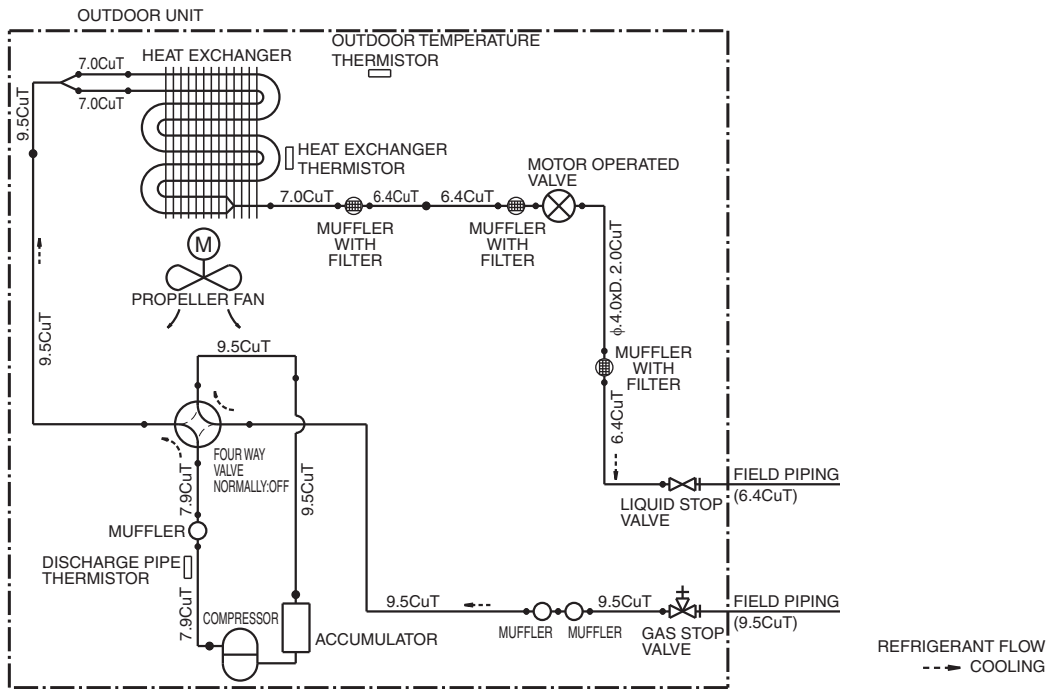 OUTDOOR UNIT
HEAT EXCHANGER
OUTDOOR TEMPERATURE
THERMISTOR
7.0CuT
7.0CuT
9.5CuT
HEAT EXCHANGER
THERMISTOR
MOTOR OPERATED
VALVE
7.0CuT
6.4CuT
6.4CuT
MUFFLER
WITH
FILTER
MUFFLER
WITH
FILTER
M
PROPELLER FAN
ϕ.4.0xD. 2.0CuT
9.5CuT
9.5CuT
MUFFLER
WITH
FILTER
6.4CuT
FOUR WAY
VALVE
NORMALLY:OFF
9.5CuT
7.9CuT
FIELD PIPING
(6.4CuT)
LIQUID STOP
VALVE
MUFFLER
DISCHARGE PIPE
THERMISTOR
7.9CuT
COMPRESSOR
ACCUMULATOR
9.5CuT
9.5CuT
MUFFLER
MUFFLER
GAS STOP
VALVE
FIELD PIPING
(9.5CuT)
REFRIGERANT FLOW
COOLING